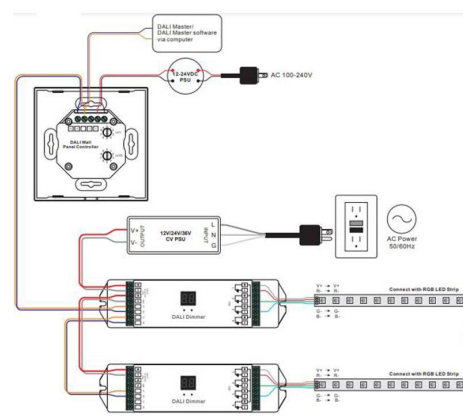 DALI Master/
DALI Master software
via computer
12-24VDC
PSU
AC 100-240V
DALI Wall
Panel Controller
V+
V-
OUTPUT
12V/24V/36V
CV PSU
INPUT
L
N
G
AC Power
50/60Hz
DALI Dimmer
V+ V+
R- R-
G- G-
B- B-
Connect with RGB LED Strip
DALI Dimmer
V+ V+
R- R-
G- G-
B- B-
Connect with RGB LED Strip